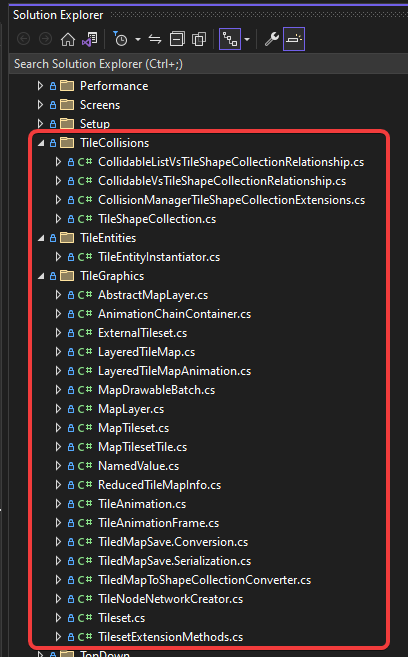 Solution Explorer
Search Solution Explorer (Ctrl+;)
Performance
Screens
Setup
TileCollisions
C# CollidableListVsTileShapeCollectionRelationship.cs
C# CollidableVsTileShapeCollectionRelationship.cs
C# CollisionManagerTileShapeCollectionExtensions.cs
C# TileShapeCollection.cs
TileEntities
C# TileEntityInstantiator.cs
TileGraphics
C# AbstractMapLayer.cs
C# AnimationChainContainer.cs
C# ExternalTileset.cs
C# LayeredTileMap.cs
C# LayeredTileMapAnimation.cs
C# MapDrawableBatch.cs
C# MapLayer.cs
C# MapTileset.cs
C# MapTilesetTile.cs
C# NamedValue.cs
C# ReducedTileMapInfo.cs
C# TileAnimation.cs
C# TileAnimationFrame.cs
C# TiledMapSave.Conversion.cs
C# TiledMapSave.Serialization.cs
C# TiledMapToShapeCollectionConverter.cs
C# TileNodeNetworkCreator.cs
C# Tileset.cs
C# TilesetExtensionMethods.cs
TopDown